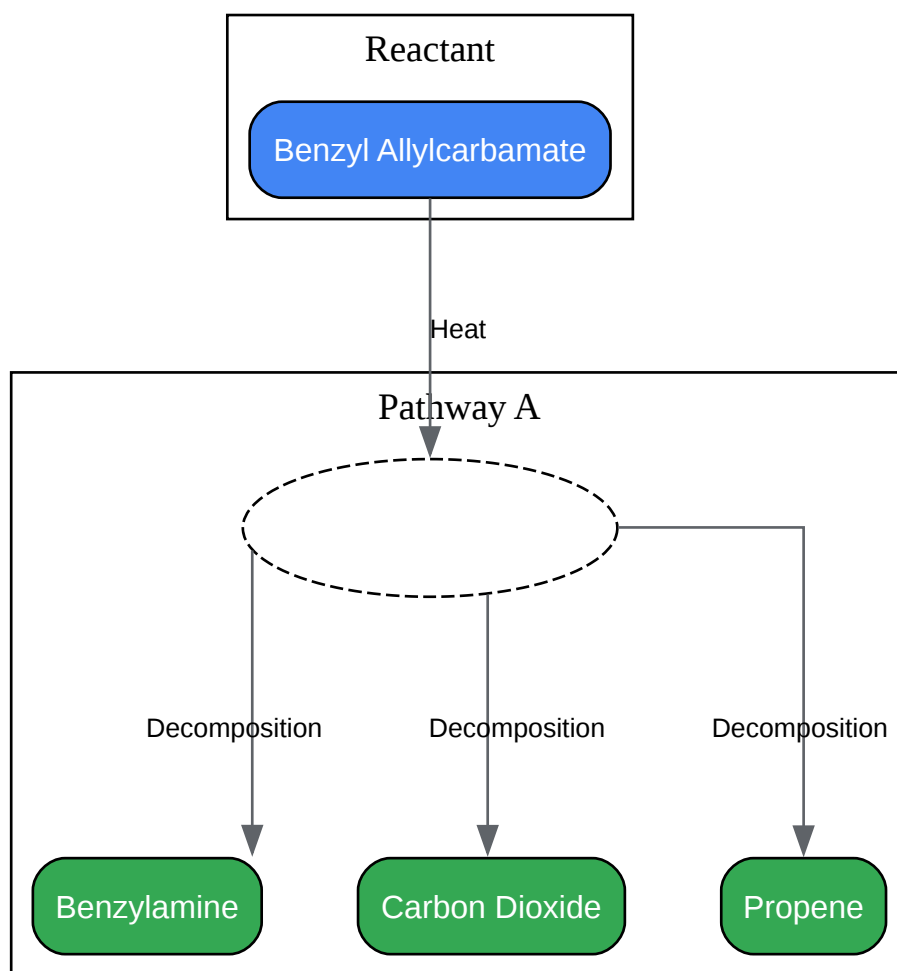 Reactant
Benzyl Allylcarbamate
Heat
Pathway A
Decomposition
Decomposition
Decomposition
Benzylamine
Carbon Dioxide
Propene